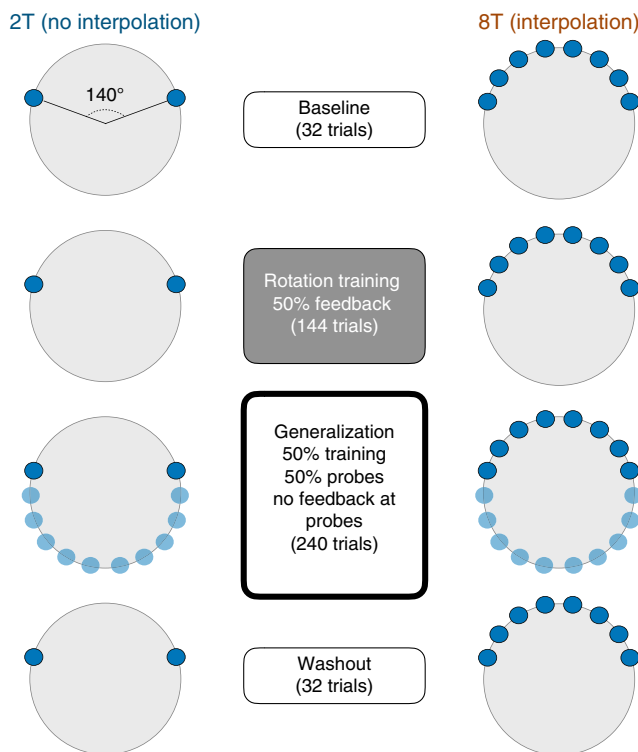 2T (no interpolation)
8T (interpolation)
140°
Baseline
(32 trials)
Rotation training
50% feedback
(144 trials)
Generalization
50% training
50% probes
no feedback at
probes
(240 trials)
Washout
(32 trials)